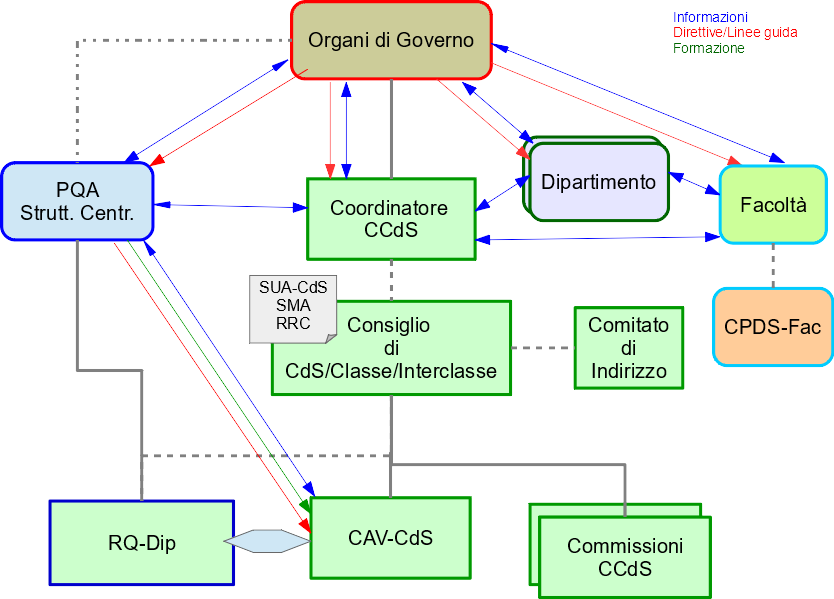 Informazioni
Direttive/Linee guida
Formazione
Organi di Governo
PQA
Strutt. Centr.
Coordinatore
CCdS
Dipartimento
Facoltà
SUA-CdS
SMA
RRC
Consiglio
di
CdS/Classe/Interclasse
Comitato
di
Indirizzo
CPDS-Fac
RQ-Dip
CAV-CdS
Commissioni
CCdS